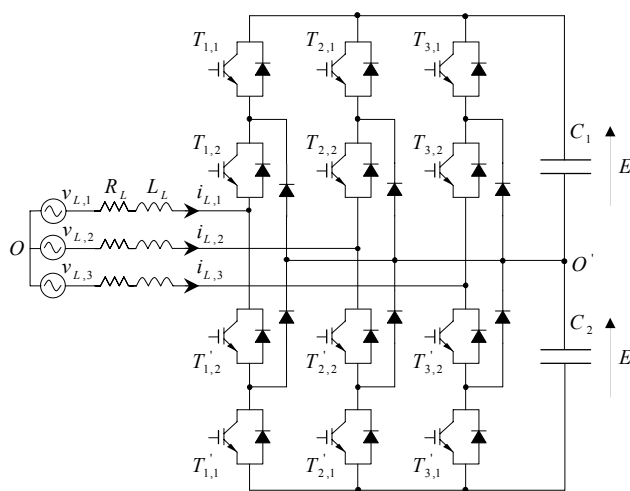 T1,1 T2,1 T3,1
C1
E
T1,2 T2,2 T3,2
vL,1 RL LL iL,1
O vL,2 iL,2 O'
vL,3 iL,3
C2
E
T'1,2 T'2,2 T'3,2
T'1,1 T'2,1 T'3,1